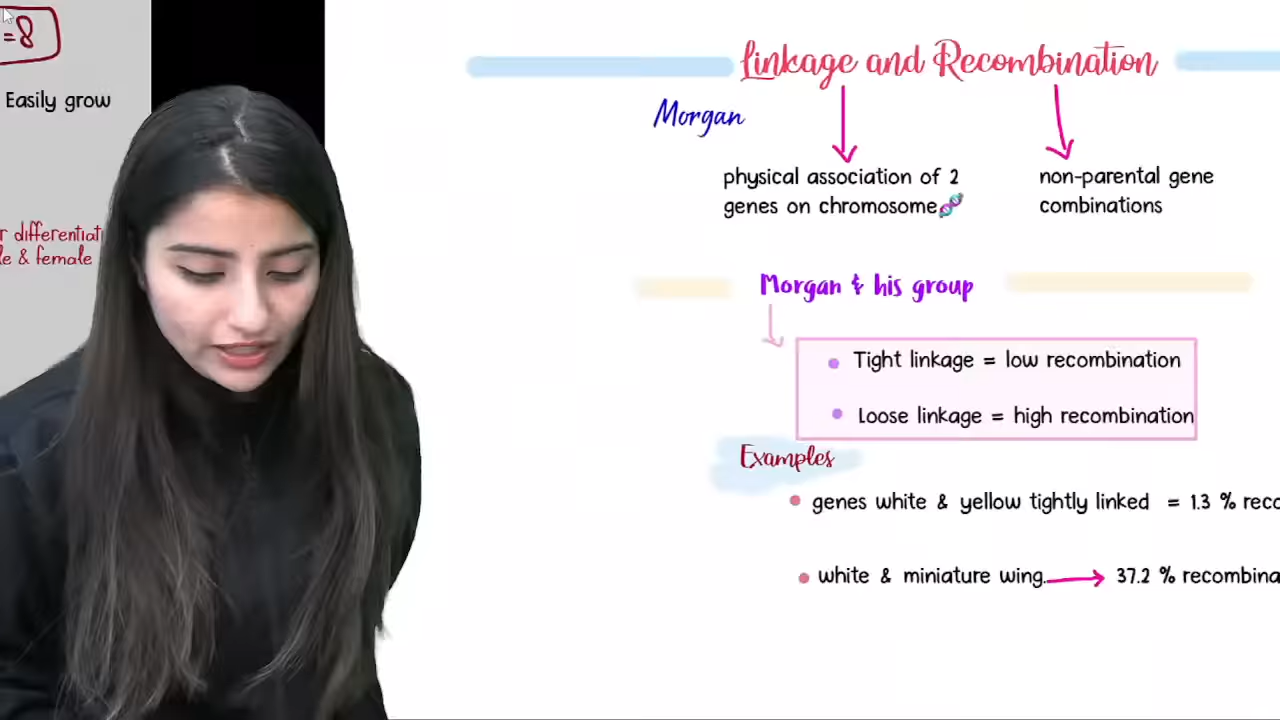 =8
Easily grow
r differentiat
le & female
Linkage and Recombination
Morgan
physical association of 2
genes on chromosome🧬
non-parental gene
combinations
Morgan & his group
Tight linkage = low recombination
Loose linkage = high recombination
Examples
genes white & yellow tightly linked = 1.3 % reco
white & miniature wing. 37.2 % recombina